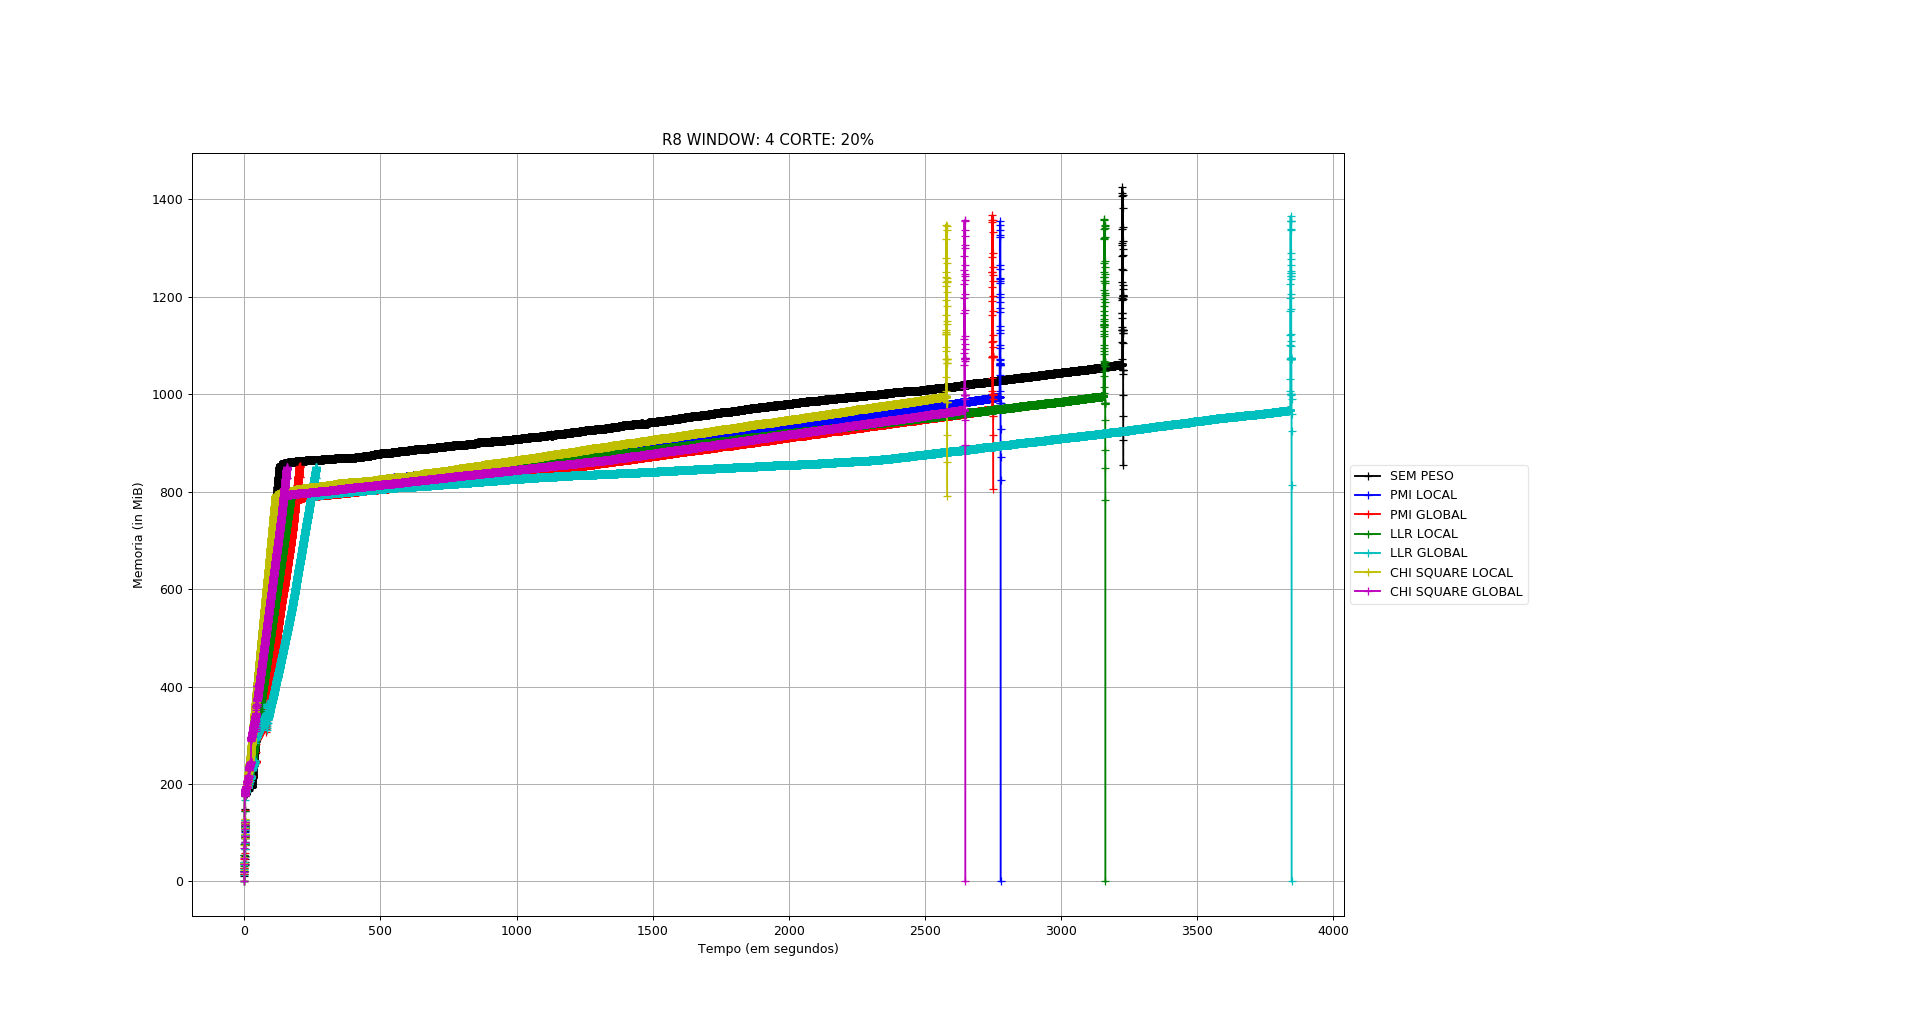 R8 WINDOW: 4 CORTE: 20%
1400
1200
1000
800
600
400
200
0
Memoria (in MiB)
0 500 1000 1500 2000 2500 3000 3500 4000
Tempo (em segundos)
SEM PESO
PMI LOCAL
PMI GLOBAL
LLR LOCAL
LLR GLOBAL
CHI SQUARE LOCAL
CHI SQUARE GLOBAL